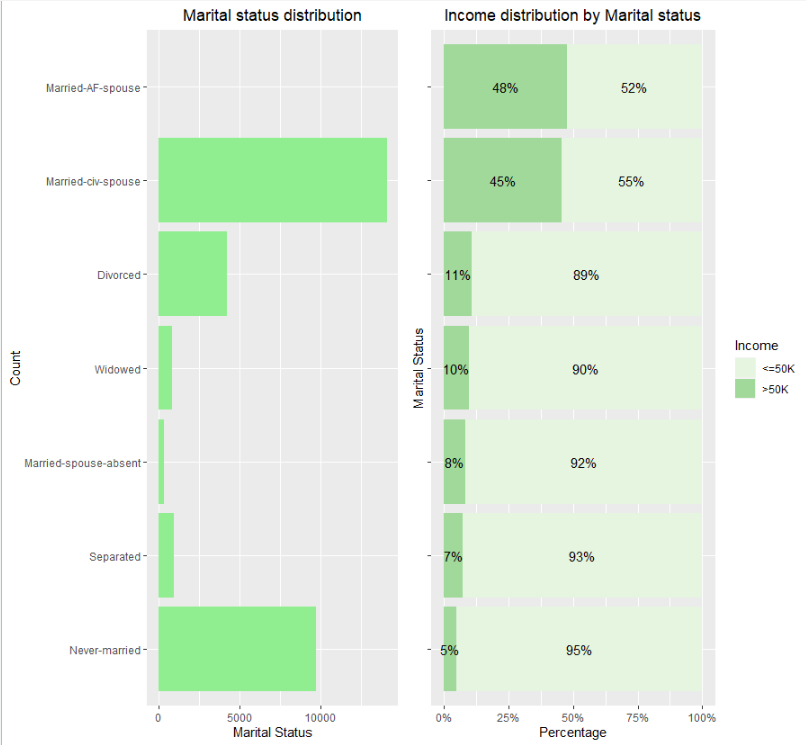 Marital status distribution
Income distribution by Marital status
Count
Married-AF-spouse
Married-civ-spouse
Divorced
Widowed
Married-spouse-absent
Separated
Never-married
0 5000 10000
Marital Status
Marital Status
48% 52%
45% 55%
11% 89%
10% 90%
8% 92%
7% 93%
5% 95%
0% 25% 50% 75% 100%
Percentage
Income
<=50K
>50K